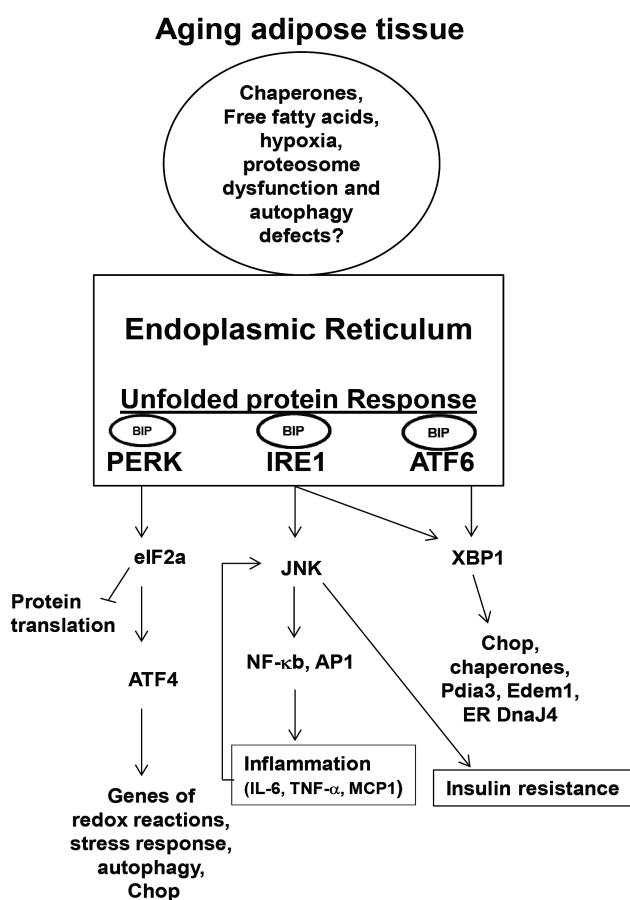 Aging adipose tissue
Chaperones,
Free fatty acids,
hypoxia,
proteosome
dysfunction and
autophagy
defects?
Endoplasmic Reticulum
Unfolded protein Response
BIP BIP BIP
PERK IRE1 ATF6
eIF2a
JNK
XBP1
Protein
translation
ATF4
NF-κb, AP1
Chop,
chaperones,
Pdia3, Edem1,
ER DnaJ4
Inflammation
(IL-6, TNF-α, MCP1)
Insulin resistance
Genes of
redox reactions,
stress response,
autophagy,
Chop